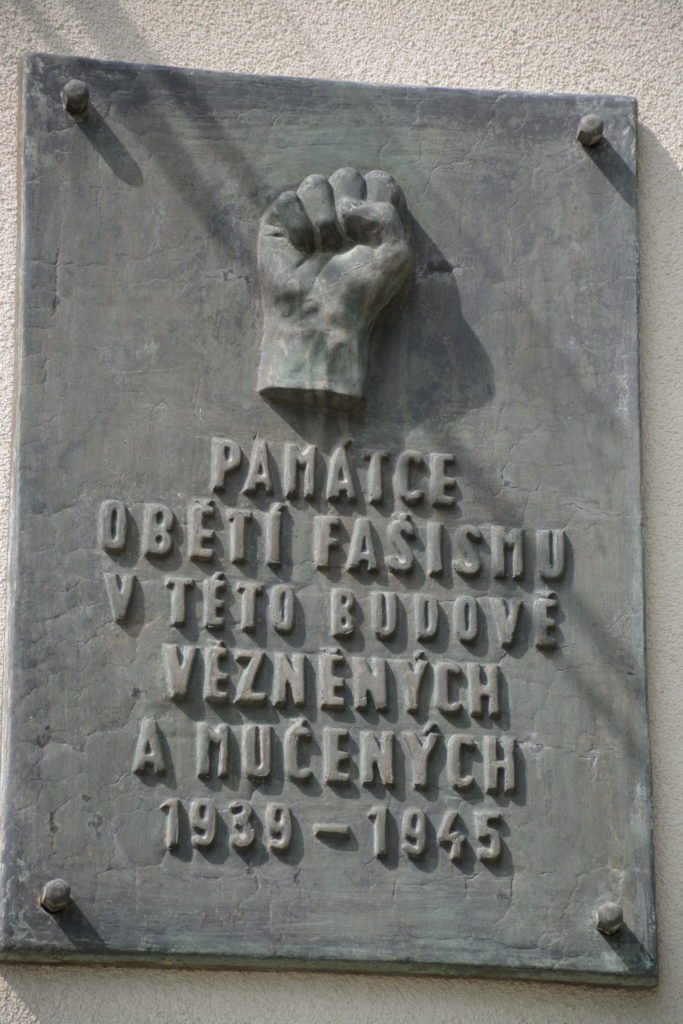 PAMÁTCE
OBĚTÍ FAŠISMU
V TÉTO BUDOVĚ
VĚZNĚNÝCH
A MUČENÝCH
1939 – 1945